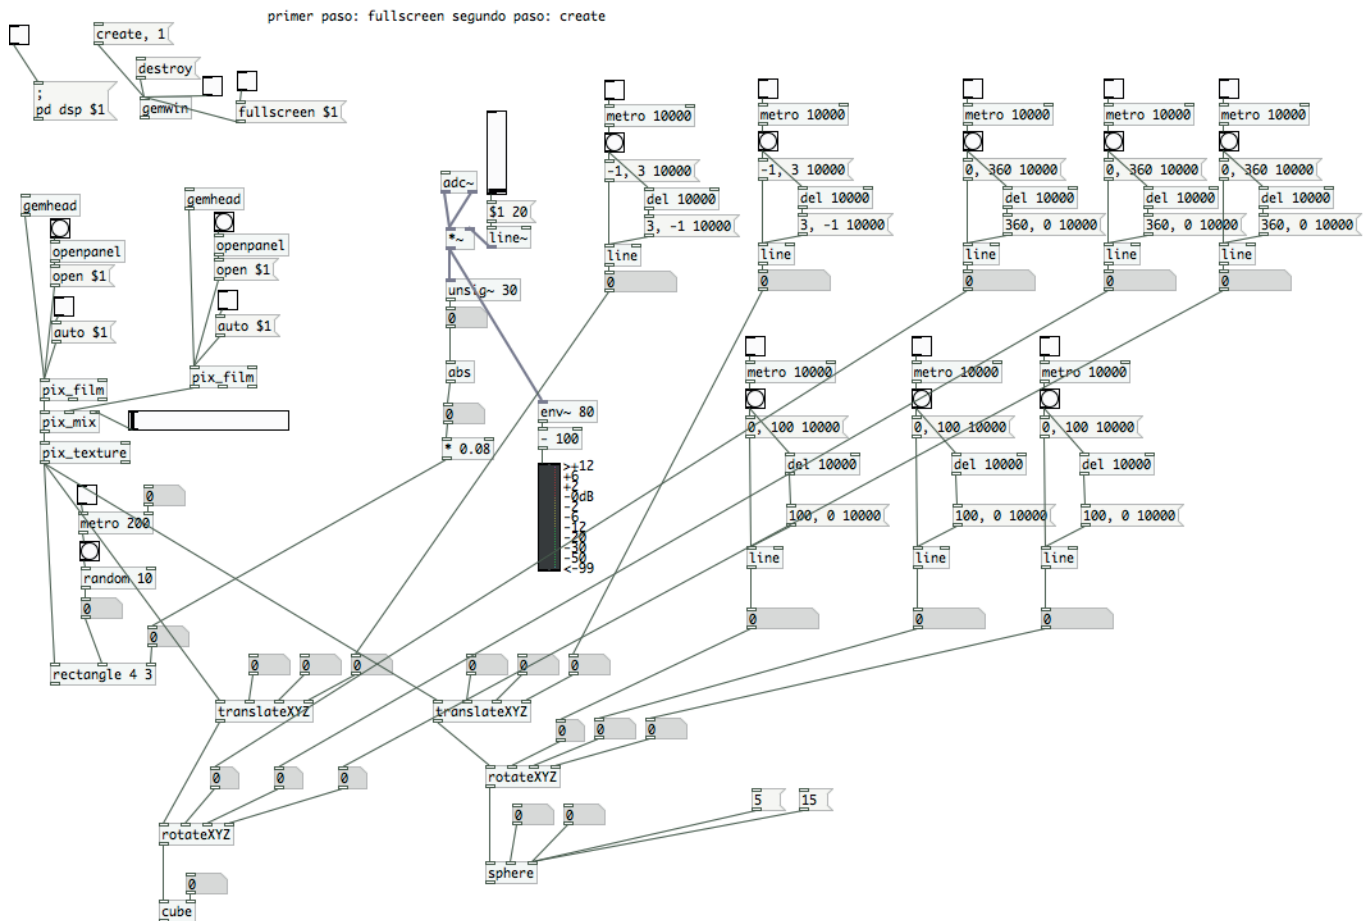 primer paso: fullscreen segundo paso: create
create, 1
destroy
;
pd dsp $1
gemwin
fullscreen $1
metro 10000
metro 10000
metro 10000
metro 10000
metro 10000
-1, 3 10000
-1, 3 10000
0, 360 10000
0, 360 10000
0, 360 10000
del 10000
del 10000
del 10000
del 10000
del 10000
3, -1 10000
3, -1 10000
360, 0 10000
360, 0 10000
360, 0 10000
line
line
line
line
line
0
0
0
0
0
adc~
$1 20
*~
line~
unsig~ 30
0
abs
0
* 0.08
env~ 80
- 100
>+12
+6
+2
-0dB
-2
-6
-12
-20
-30
-50
<-99
gemhead
gemhead
openpanel
openpanel
open $1
open $1
auto $1
auto $1
pix_film
pix_film
pix_mix
pix_texture
0
metro 200
random 10
0
0
rectangle 4 3
metro 10000
metro 10000
metro 10000
0, 100 10000
0, 100 10000
0, 100 10000
del 10000
del 10000
del 10000
100, 0 10000
100, 0 10000
100, 0 10000
line
line
line
0
0
0
0
0
0
0
0
0
translateXYZ
translateXYZ
0
0
0
0
0
0
rotateXYZ
rotateXYZ
0
0
5
15
sphere
0
cube